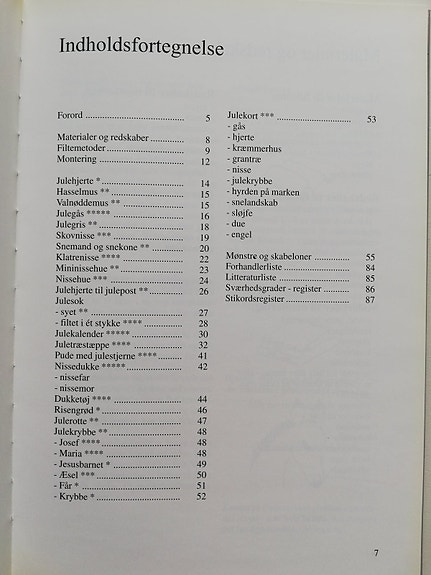 Indholdsfortegnelse
Forord ................................... 5
Materialer og redskaber ............ 8
Filtemetoder ........................... 9
Montering .............................. 12
Julehjerte * ............................. 14
Hasselmus ** ......................... 15
Valnøddemus ** ..................... 15
Julegås ***** ......................... 16
Julegris ** .............................. 18
Skovnisse *** ......................... 19
Snemand og snekone ** ........... 20
Klatrenisse **** ...................... 22
Mininissehue ** ...................... 23
Nissehue *** .......................... 24
Julehjerte til julepost ** ........... 26
Julesok
- syet ** ................................. 27
- filtet i ét stykke **** ............. 28
Julekalender ***** .................. 30
Juletræstæppe **** ................. 32
Pude med julestjerne **** ........ 41
Nissedukke ***** .................... 42
- nissefar
- nissemor
Dukketøj **** ......................... 44
Risengrød * ............................ 46
Julerotte ** ............................. 47
Julekrybbe ** ......................... 48
- Josef **** ............................ 48
- Maria **** ........................... 48
- Jesusbarnet * ....................... 49
- Æsel *** .............................. 50
- Får * ................................... 51
- Krybbe * ............................. 52
Julekort *** ............................ 53
- gås
- hjerte
- kræmmerhus
- grantræ
- nisse
- julekrybbe
- hyrden på marken
- snelandskab
- sløjfe
- due
- engel
Mønstre og skabeloner ............. 55
Forhandlerliste ....................... 84
Litteraturliste ......................... 85
Sværhedsgrader - register ......... 86
Stikordsregister ...................... 87
7